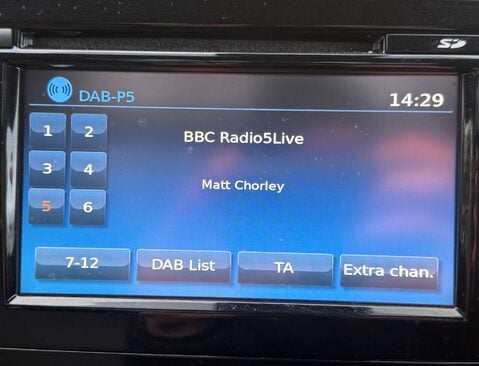 SD
DAB-P5
14:29
1 2
BBC Radio5Live
3 4
Matt Chorley
5 6
7-12 DAB List TA Extra chan.